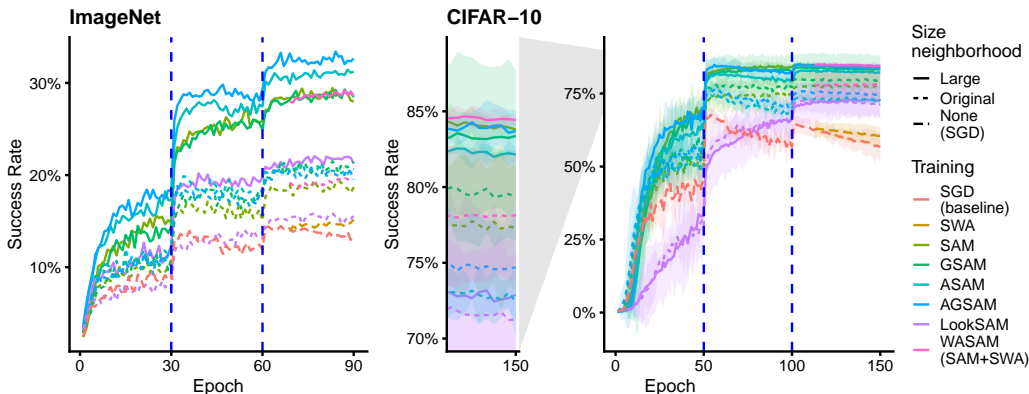 ImageNet
CIFAR−10
Success Rate
30%
20%
10%
0
30
60
90
Epoch
Success Rate
85%
80%
75%
70%
150
75%
50%
25%
0%
0
50
100
150
Epoch
Size
neighborhood
Large
Original
None
(SGD)
Training
SGD
(baseline)
SWA
SAM
GSAM
ASAM
AGSAM
LookSAM
WASAM
(SAM+SWA)